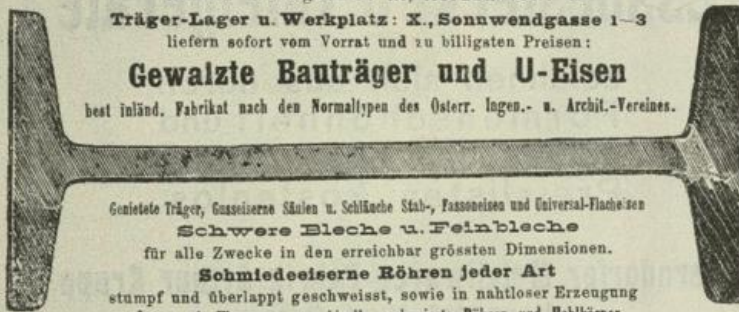 Träger-Lager u. Werkplatz: X., Sonnwendgasse 1–3
liefern sofort vom Vorrat und zu billigsten Preisen:
Gewalzte Bauträger und U-Eisen
best inländ. Fabrikat nach den Normaltypen des Österr. Ingen.- u. Archit.-Vereines.
Genietete Träger, Gusseiserne Säulen u. Schläuche Stab-, Fassoneisen und Universal-Flacheisen
Schwere Bleche u. Feinbleche
für alle Zwecke in den erreichbar grössten Dimensionen.
Schmiedeeiserne Röhren jeder Art
stumpf und überlappt geschweisst, sowie in nahtloser Erzeugung